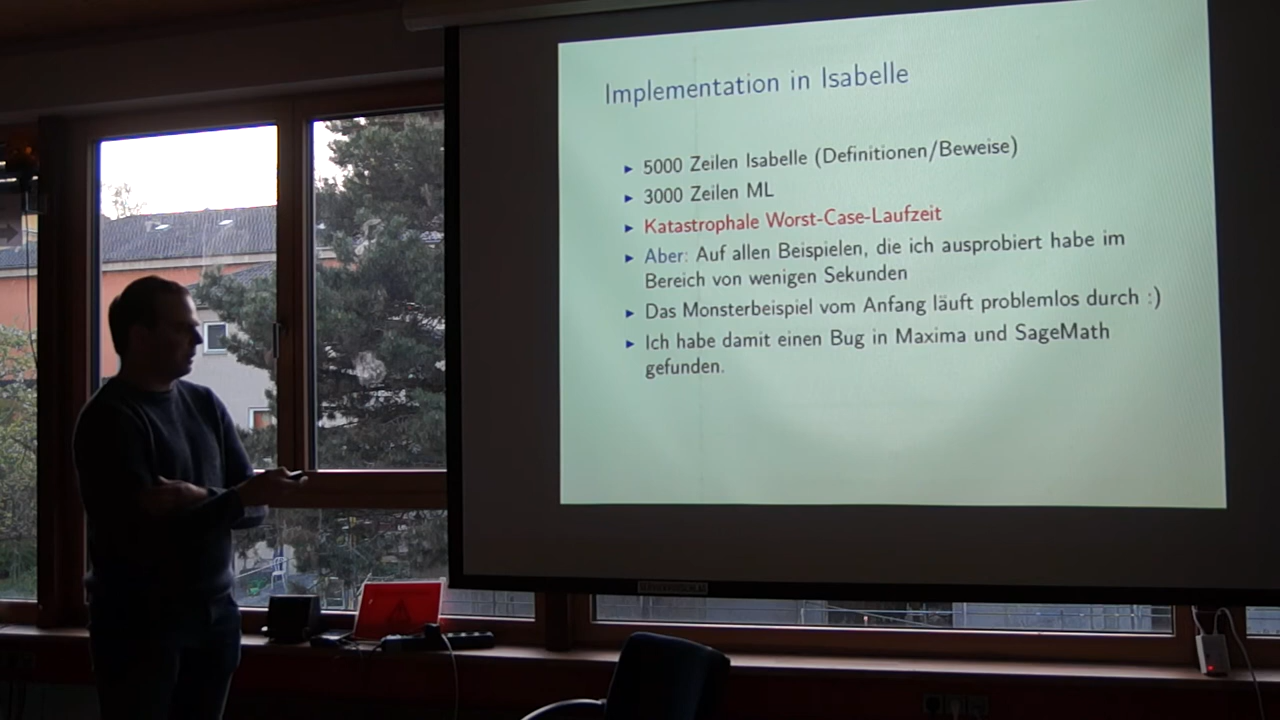 Implementation in Isabelle
► 5000 Zeilen Isabelle (Definitionen/Beweise)
► 3000 Zeilen ML
► Katastrophale Worst-Case-Laufzeit
► Aber: Auf allen Beispielen, die ich ausprobiert habe im
Bereich von wenigen Sekunden
► Das Monsterbeispiel vom Anfang läuft problemlos durch :)
► Ich habe damit einen Bug in Maxima und SageMath
gefunden.